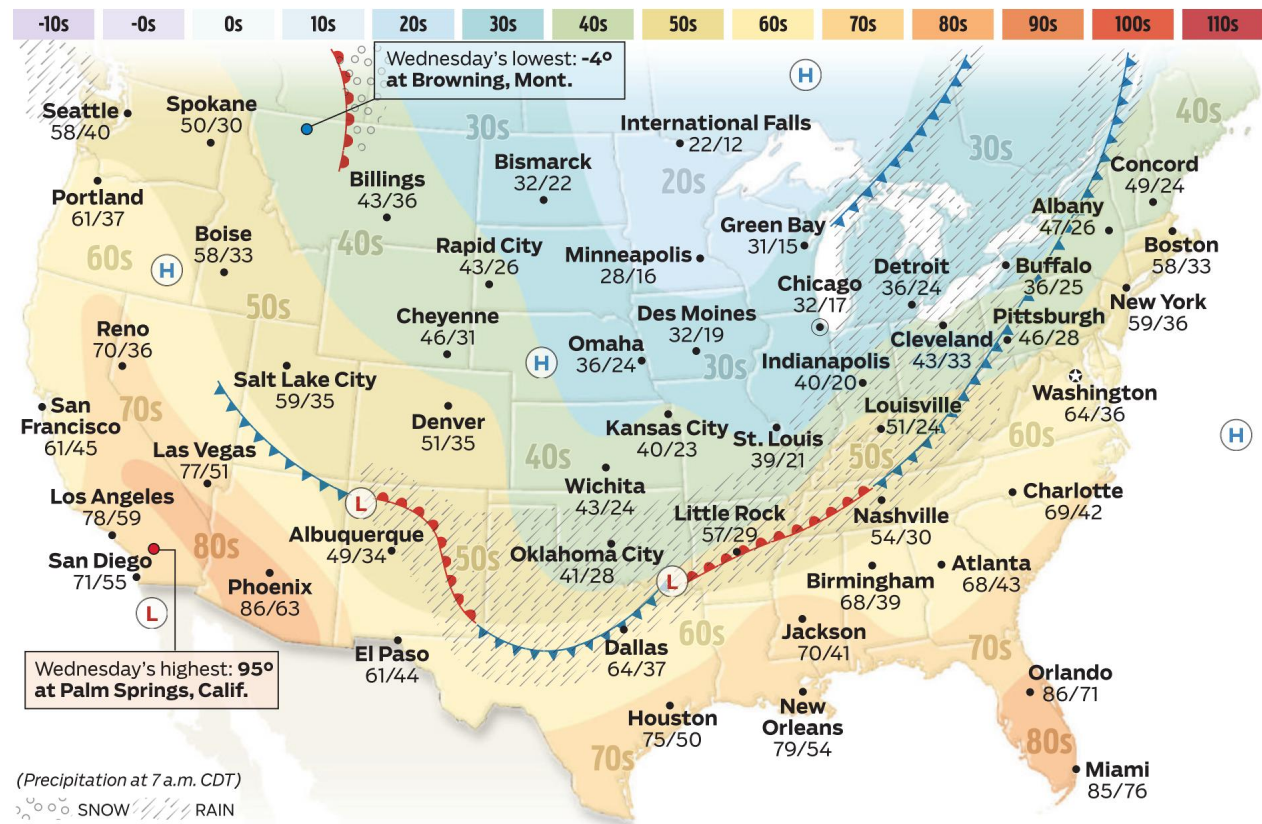 -10s -0s 0s 10s 20s 30s 40s 50s 60s 70s 80s 90s 100s 110s
Wednesday's lowest: -4°
at Browning, Mont.
H
Seattle
58/40
Spokane
50/30
30s
International Falls
22/12
40s
30s
Bismarck
32/22
Concord
49/24
Portland
61/37
Billings
43/36
20s
Albany
47/26
Green Bay
31/15
Boise
58/33
60s
H
40s
Rapid City
43/26
Minneapolis
28/16
Boston
58/33
Detroit
36/24
Buffalo
36/25
Chicago
32/17
50s
New York
59/36
Reno
70/36
Cheyenne
46/31
Des Moines
32/19
Pittsburgh
46/28
Omaha
36/24
Cleveland
43/33
H
30s
Indianapolis
40/20
Salt Lake City
59/35
Washington
64/36
70s
San
Francisco
61/45
Denver
51/35
Kansas City
40/23
St. Louis
39/21
Louisville
51/24
60s
H
Las Vegas
77/51
40s
50s
Wichita
43/24
Los Angeles
78/59
L
Charlotte
69/42
Little Rock
57/29
Nashville
54/30
Albuquerque
49/34
80s
50s
Oklahoma City
41/28
San Diego
71/55
Phoenix
86/63
L
Birmingham
68/39
Atlanta
68/43
L
60s
Jackson
70/41
70s
Dallas
64/37
El Paso
61/44
Wednesday's highest: 95°
at Palm Springs, Calif.
Orlando
86/71
Houston
75/50
New
Orleans
79/54
70s
80s
Miami
85/76
(Precipitation at 7 a.m. CDT)
SNOW RAIN